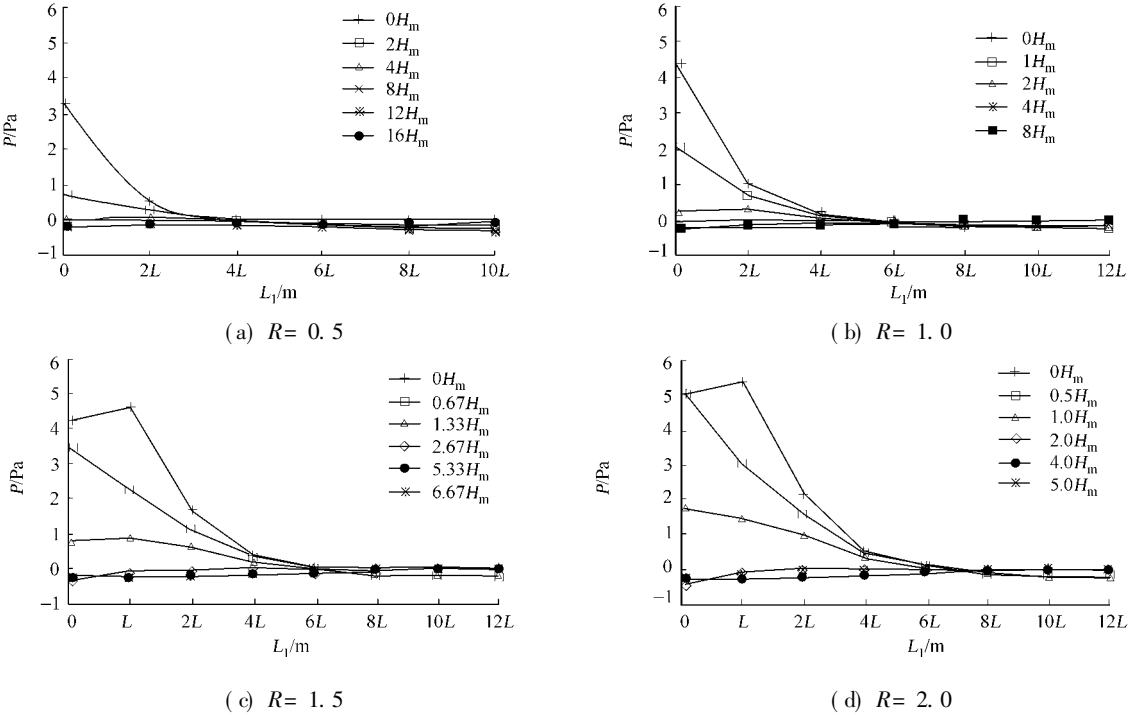 6
5
4
3
2
1
0
−1
P/Pa
0Hm
2Hm
4Hm
8Hm
12Hm
16Hm
0 2L 4L 6L 8L 10L
L1/m
(a) R= 0. 5
6
5
4
3
2
1
0
−1
P/Pa
0Hm
1Hm
2Hm
4Hm
8Hm
0 2L 4L 6L 8L 10L 12L
L1/m
(b) R= 1. 0
6
5
4
3
2
1
0
−1
P/Pa
0Hm
0.67Hm
1.33Hm
2.67Hm
5.33Hm
6.67Hm
0 L 2L 4L 6L 8L 10L 12L
L1/m
(c) R= 1. 5
6
5
4
3
2
1
0
−1
P/Pa
0Hm
0.5Hm
1.0Hm
2.0Hm
4.0Hm
5.0Hm
0 L 2L 4L 6L 8L 10L 12L
L1/m
(d) R= 2. 0